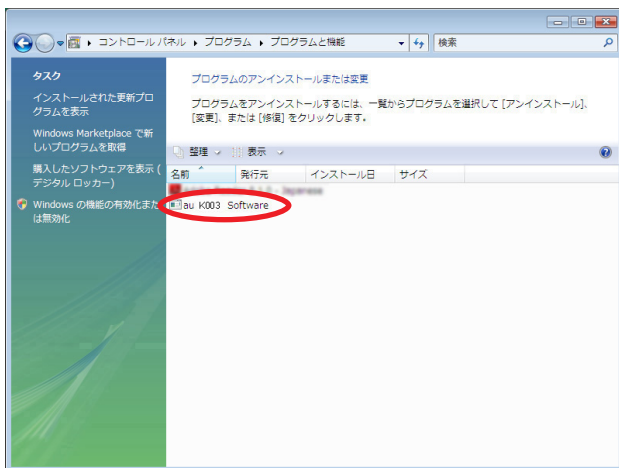 コントロール パネル ▸ プログラム ▸ プログラムと機能
検索
タスク
インストールされた更新プロ
グラムを表示
Windows Marketplace で新
しいプログラムを取得
購入したソフトウェアを表示 (
デジタル ロッカー)
Windows の機能の有効化また
は無効化
プログラムのアンインストールまたは変更
プログラムをアンインストールするには、一覧からプログラムを選択して [アンインストール]、
[変更]、または [修復] をクリックします。
整理 表示
名前 発行元 インストール日 サイズ
au K003 Software